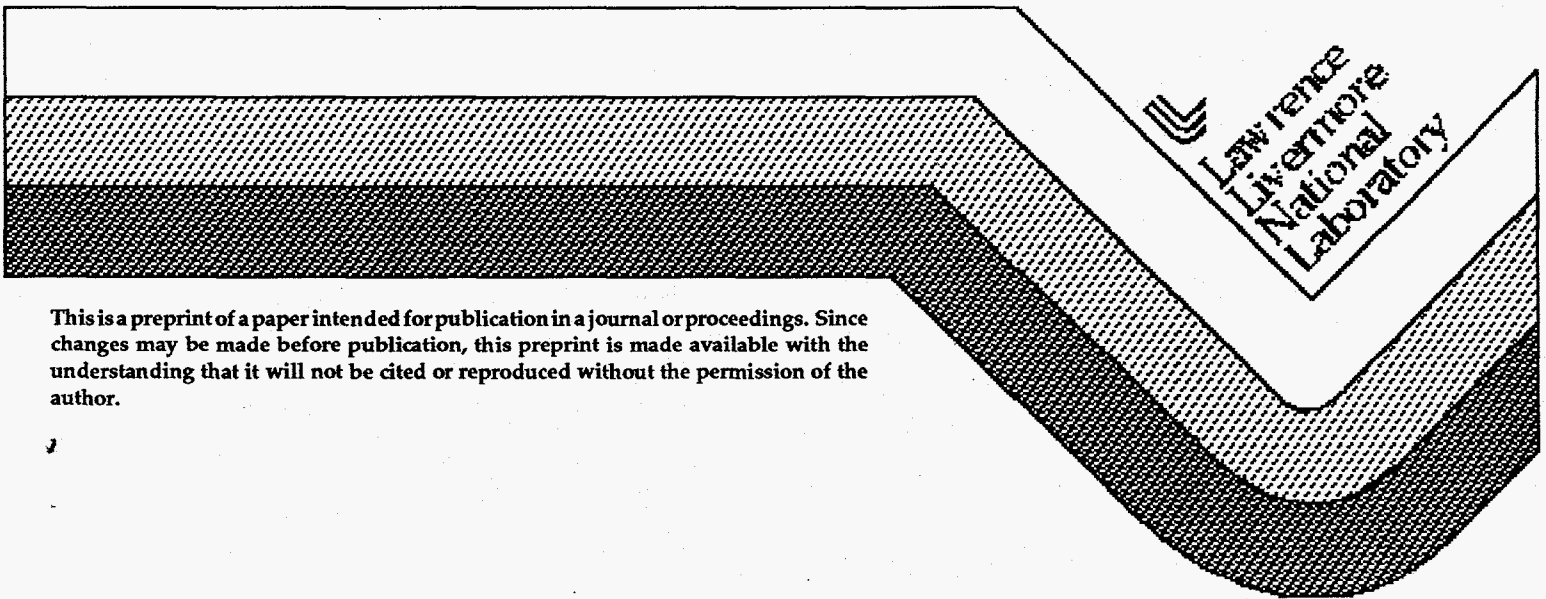 Lawrence
Livermore
National
Laboratory
This is a preprint of a paper intended for publication in a journal or proceedings. Since
changes may be made before publication, this preprint is made available with the
understanding that it will not be cited or reproduced without the permission of the
author.